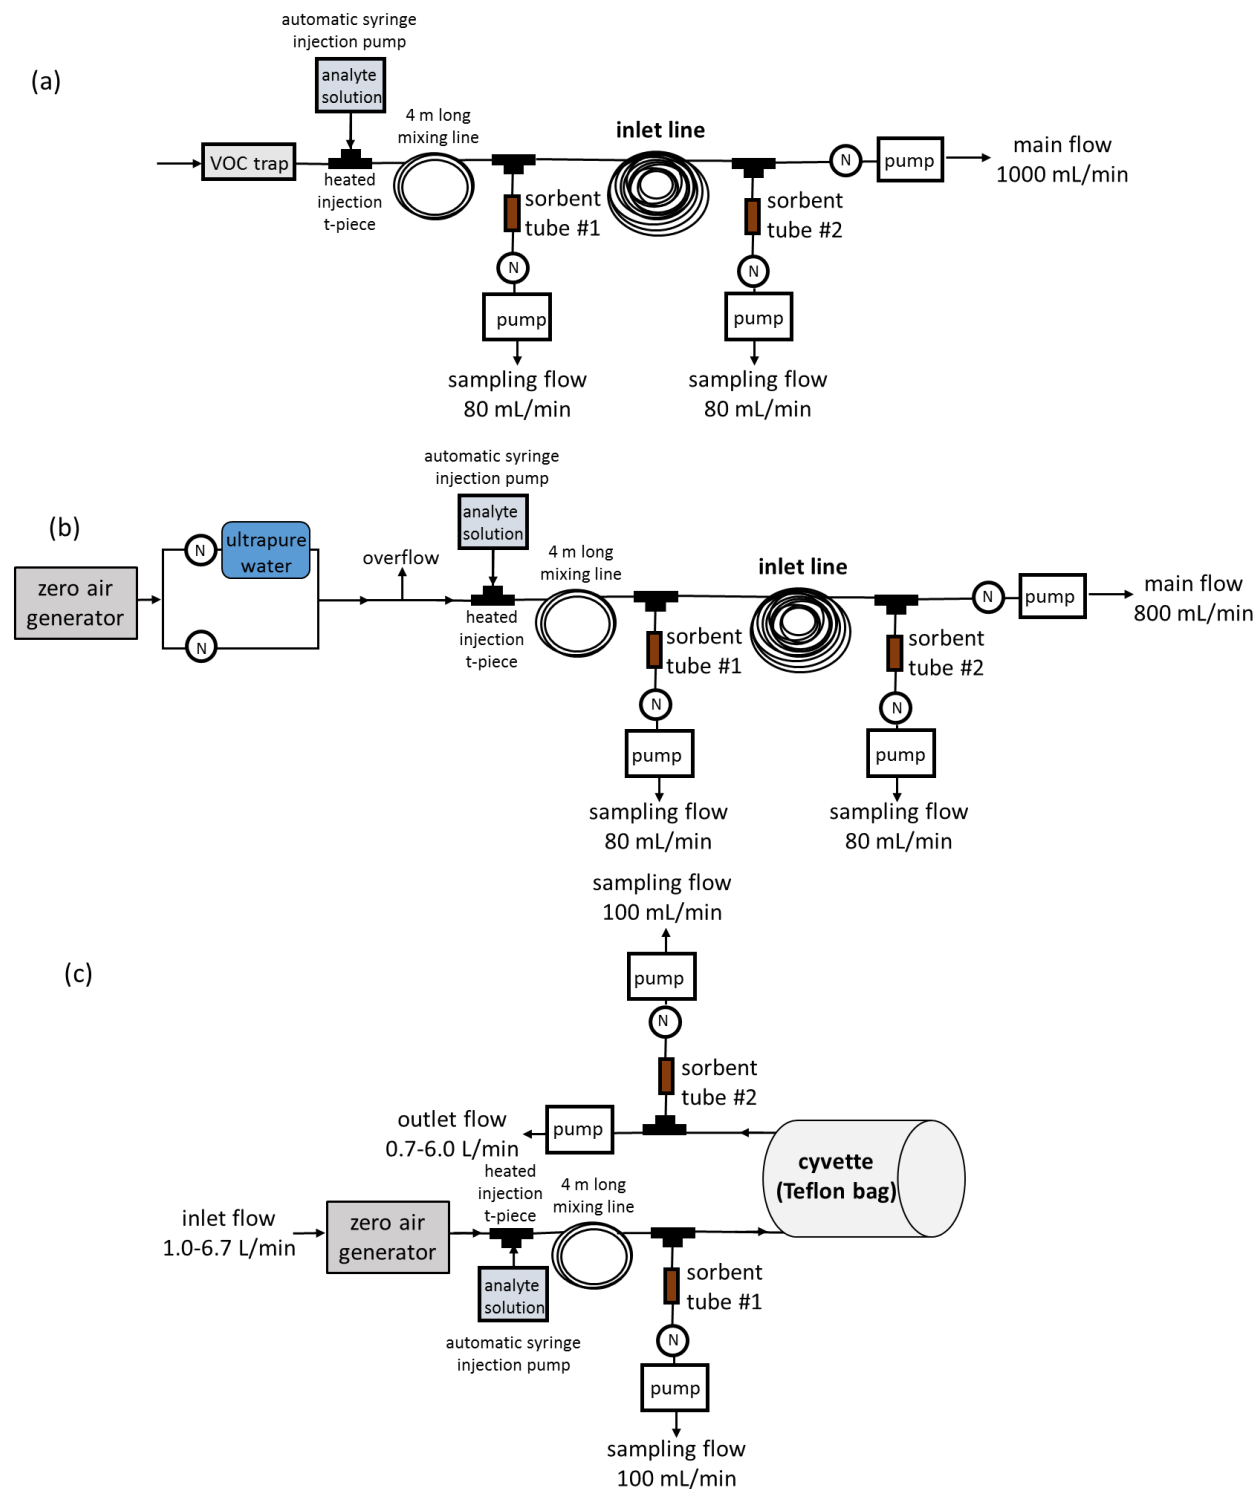 (a)
automatic syringe
injection pump
analyte
solution
4 m long
mixing line
inlet line
VOC trap
heated
injection
t-piece
sorbent
tube #1
sorbent
tube #2
N
pump
main flow
1000 mL/min
N
N
pump
pump
sampling flow
80 mL/min
sampling flow
80 mL/min
(b)
automatic syringe
injection pump
analyte
solution
N
ultrapure
water
overflow
4 m long
mixing line
inlet line
zero air
generator
N
heated
injection
t-piece
sorbent
tube #1
sorbent
tube #2
N
pump
main flow
800 mL/min
N
N
pump
pump
sampling flow
80 mL/min
sampling flow
80 mL/min
(c)
sampling flow
100 mL/min
pump
N
sorbent
tube #2
outlet flow
0.7-6.0 L/min
pump
cyvette
(Teflon bag)
heated
injection
t-piece
4 m long
mixing line
inlet flow
1.0-6.7 L/min
zero air
generator
analyte
solution
automatic syringe
injection pump
sorbent
tube #1
N
pump
sampling flow
100 mL/min